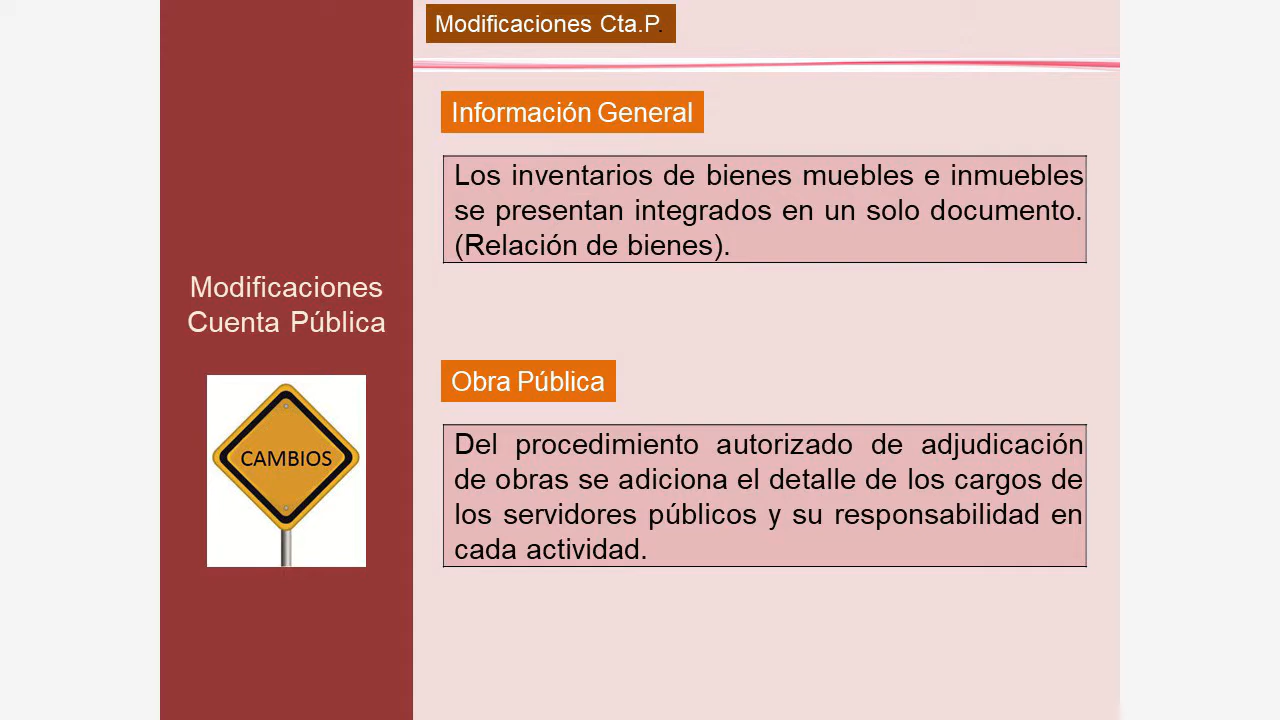 Modificaciones Cta.P.
Información General
Los inventarios de bienes muebles e inmuebles
se presentan integrados en un solo documento.
(Relación de bienes).
Modificaciones
Cuenta Pública
CAMBIOS
Obra Pública
Del procedimiento autorizado de adjudicación
de obras se adiciona el detalle de los cargos de
los servidores públicos y su responsabilidad en
cada actividad.